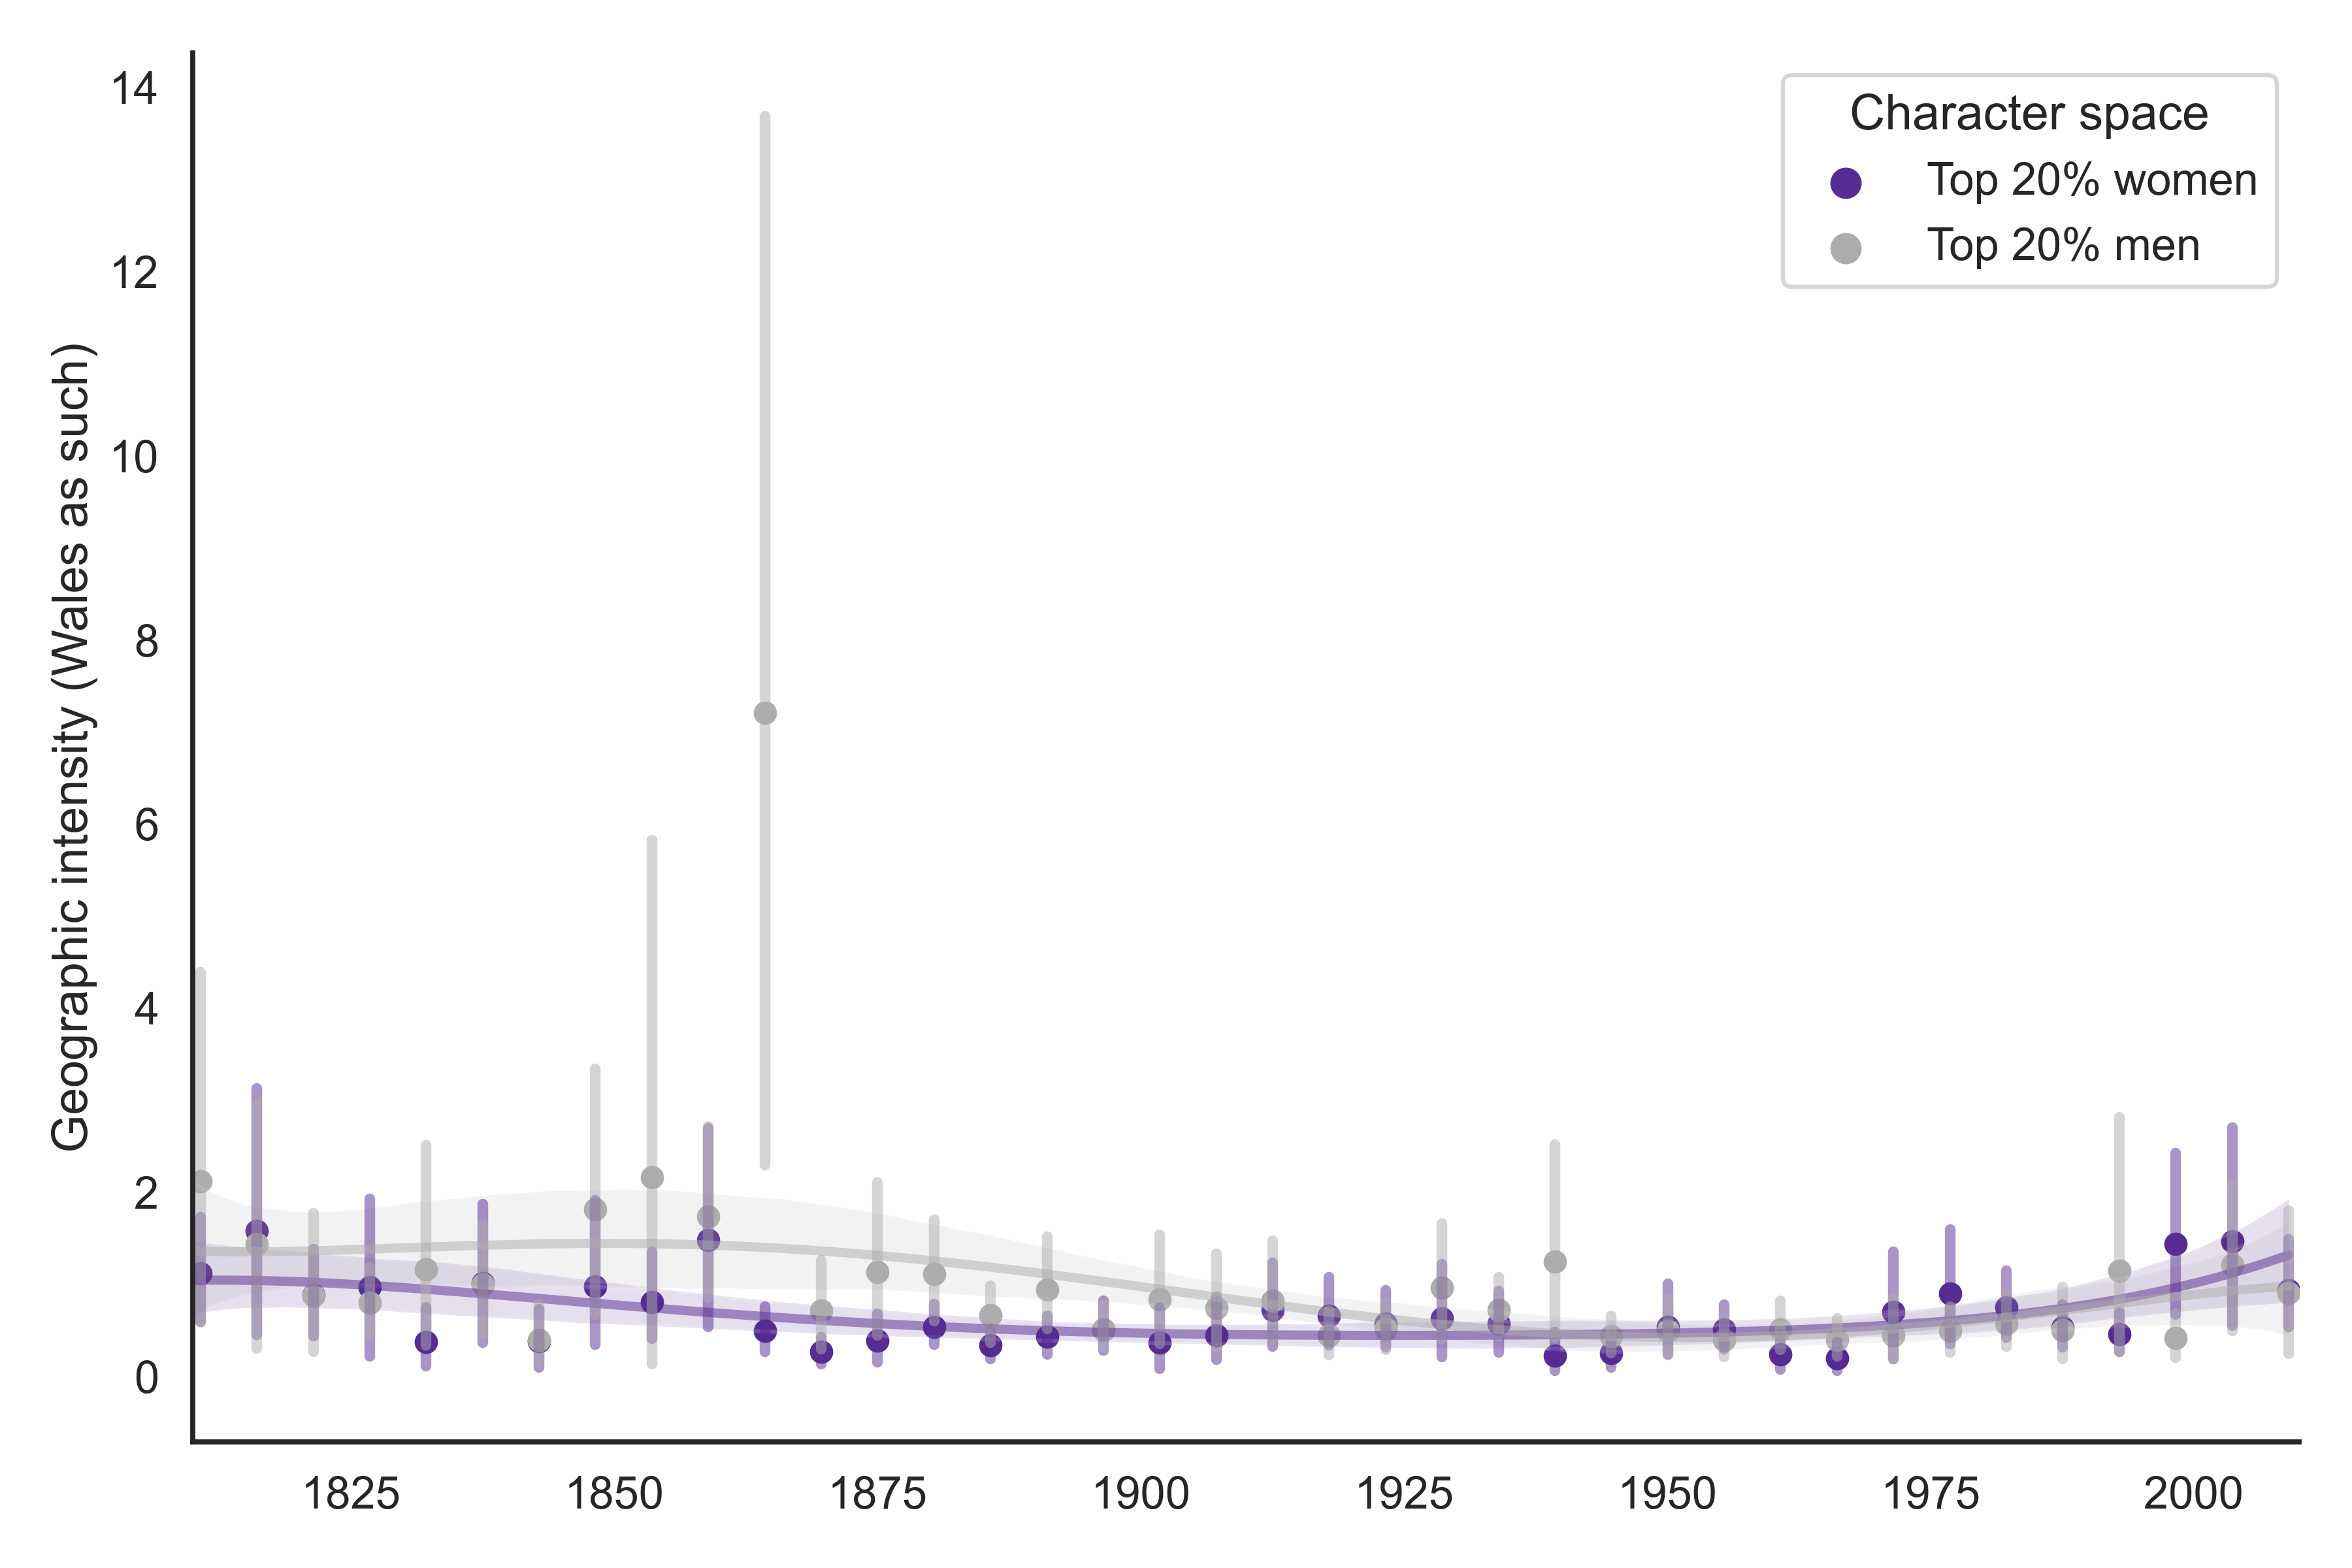 14
12
10
8
6
4
2
0
Geographic intensity (Wales as such)
Character space
Top 20% women
Top 20% men
1825 1850 1875 1900 1925 1950 1975 2000